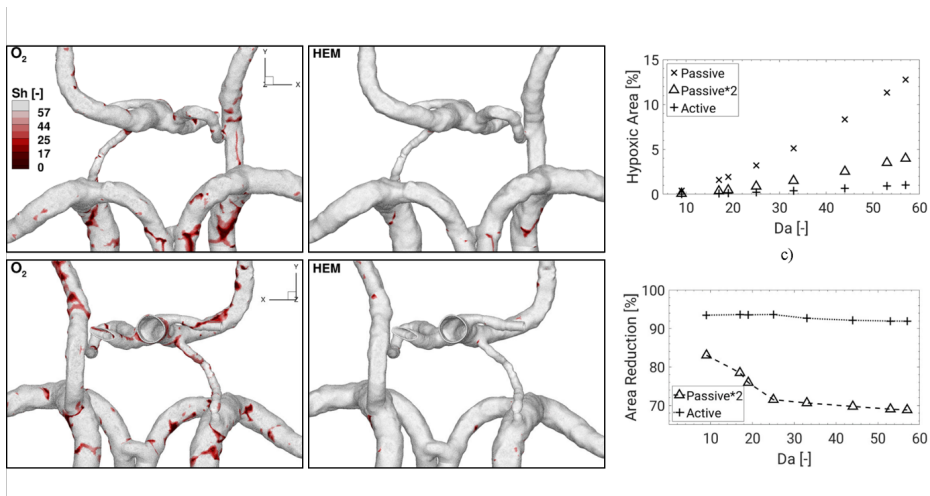 O2
Y
X
Z
Sh [-]
57
44
25
17
0
HEM
O2
Y
X
Z
HEM
15
10
5
0
Hypoxic Area [%]
× Passive
△ Passive*2
+ Active
10 20 30 40 50 60
Da [-]
c)
100
90
80
70
Area Reduction [%]
△ Passive*2
+ Active
10 20 30 40 50 60
Da [-]